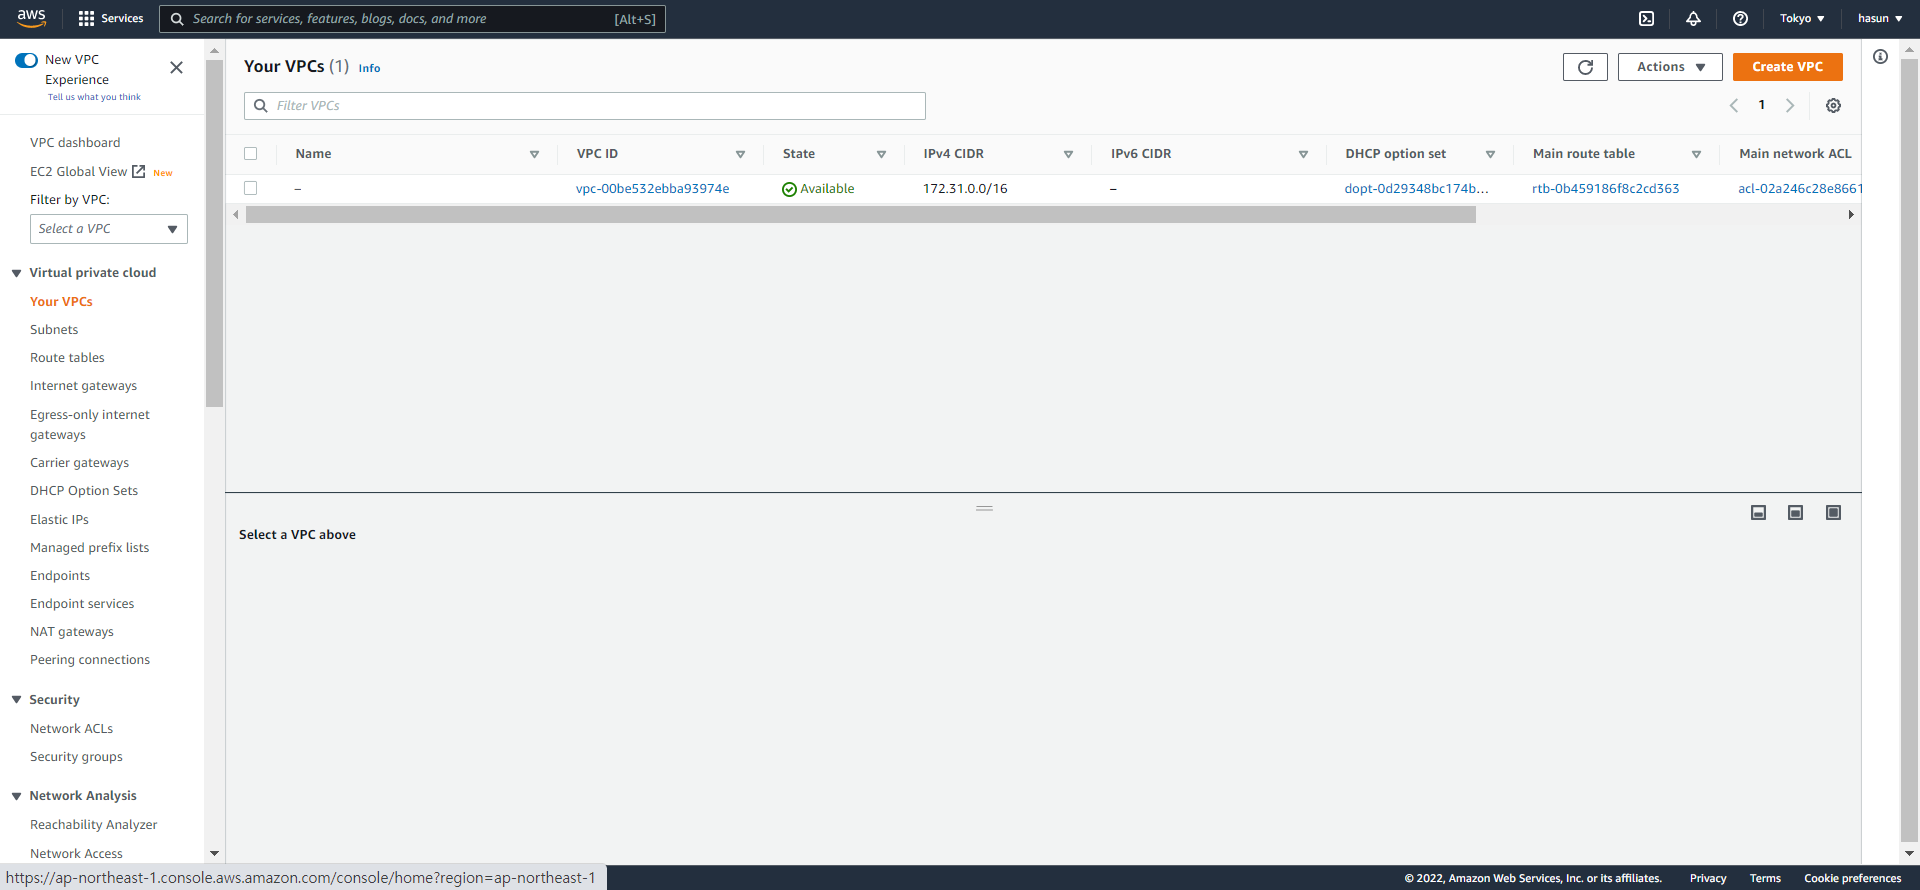 aws
Services
Search for services, features, blogs, docs, and more
[Alt+S]
Tokyo
hasun
New VPC
Experience
Tell us what you think
VPC dashboard
EC2 Global View
New
Filter by VPC:
Select a VPC
Virtual private cloud
Your VPCs
Subnets
Route tables
Internet gateways
Egress-only internet
gateways
Carrier gateways
DHCP Option Sets
Elastic IPs
Managed prefix lists
Endpoints
Endpoint services
NAT gateways
Peering connections
Security
Network ACLs
Security groups
Network Analysis
Reachability Analyzer
Network Access
Your VPCs (1) Info
Actions
Create VPC
Filter VPCs
1
Name VPC ID State IPv4 CIDR IPv6 CIDR DHCP option set Main route table Main network ACL
– vpc-00be532ebba93974e Available 172.31.0.0/16 – dopt-0d29348bc174b... rtb-0b459186f8c2cd363 acl-02a246c28e8661
Select a VPC above
https://ap-northeast-1.console.aws.amazon.com/console/home?region=ap-northeast-1
© 2022, Amazon Web Services, Inc. or its affiliates. Privacy Terms Cookie preferences